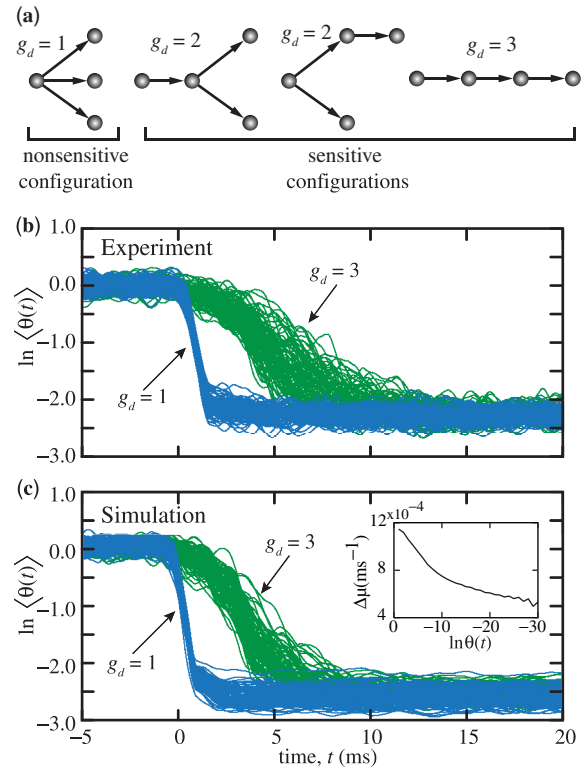 (a)
g_d = 1
g_d = 2
g_d = 2
g_d = 3
nonsensitive
configuration
sensitive
configurations
(b)
1.0
0.0
−1.0
−2.0
−3.0
ln ⟨θ(t)⟩
Experiment
g_d = 3
g_d = 1
(c)
1.0
0.0
−1.0
−2.0
−3.0
ln ⟨θ(t)⟩
Simulation
g_d = 3
g_d = 1
12x10⁻⁴
8
4
Δμ(ms⁻¹)
0 -10 -20 -30
lnθ(t)
−5 0 5 10 15 20
time, t (ms)